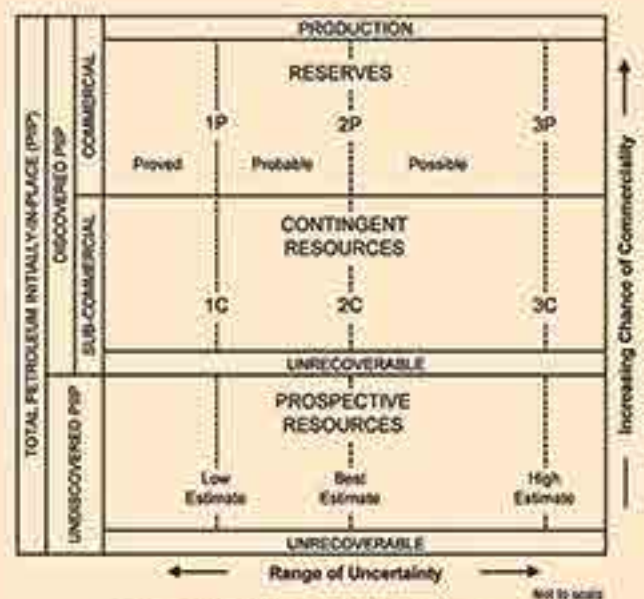 TOTAL PETROLEUM INITIALLY-IN-PLACE (PIIP)
DISCOVERED PIIP
UNDISCOVERED PIIP
COMMERCIAL
SUB-COMMERCIAL
PRODUCTION
RESERVES
1P 2P 3P
Proved Probable Possible
CONTINGENT
RESOURCES
1C 2C 3C
UNRECOVERABLE
PROSPECTIVE
RESOURCES
Low Best High
Estimate Estimate Estimate
UNRECOVERABLE
Range of Uncertainty
Not to scale
Increasing Chance of Commerciality